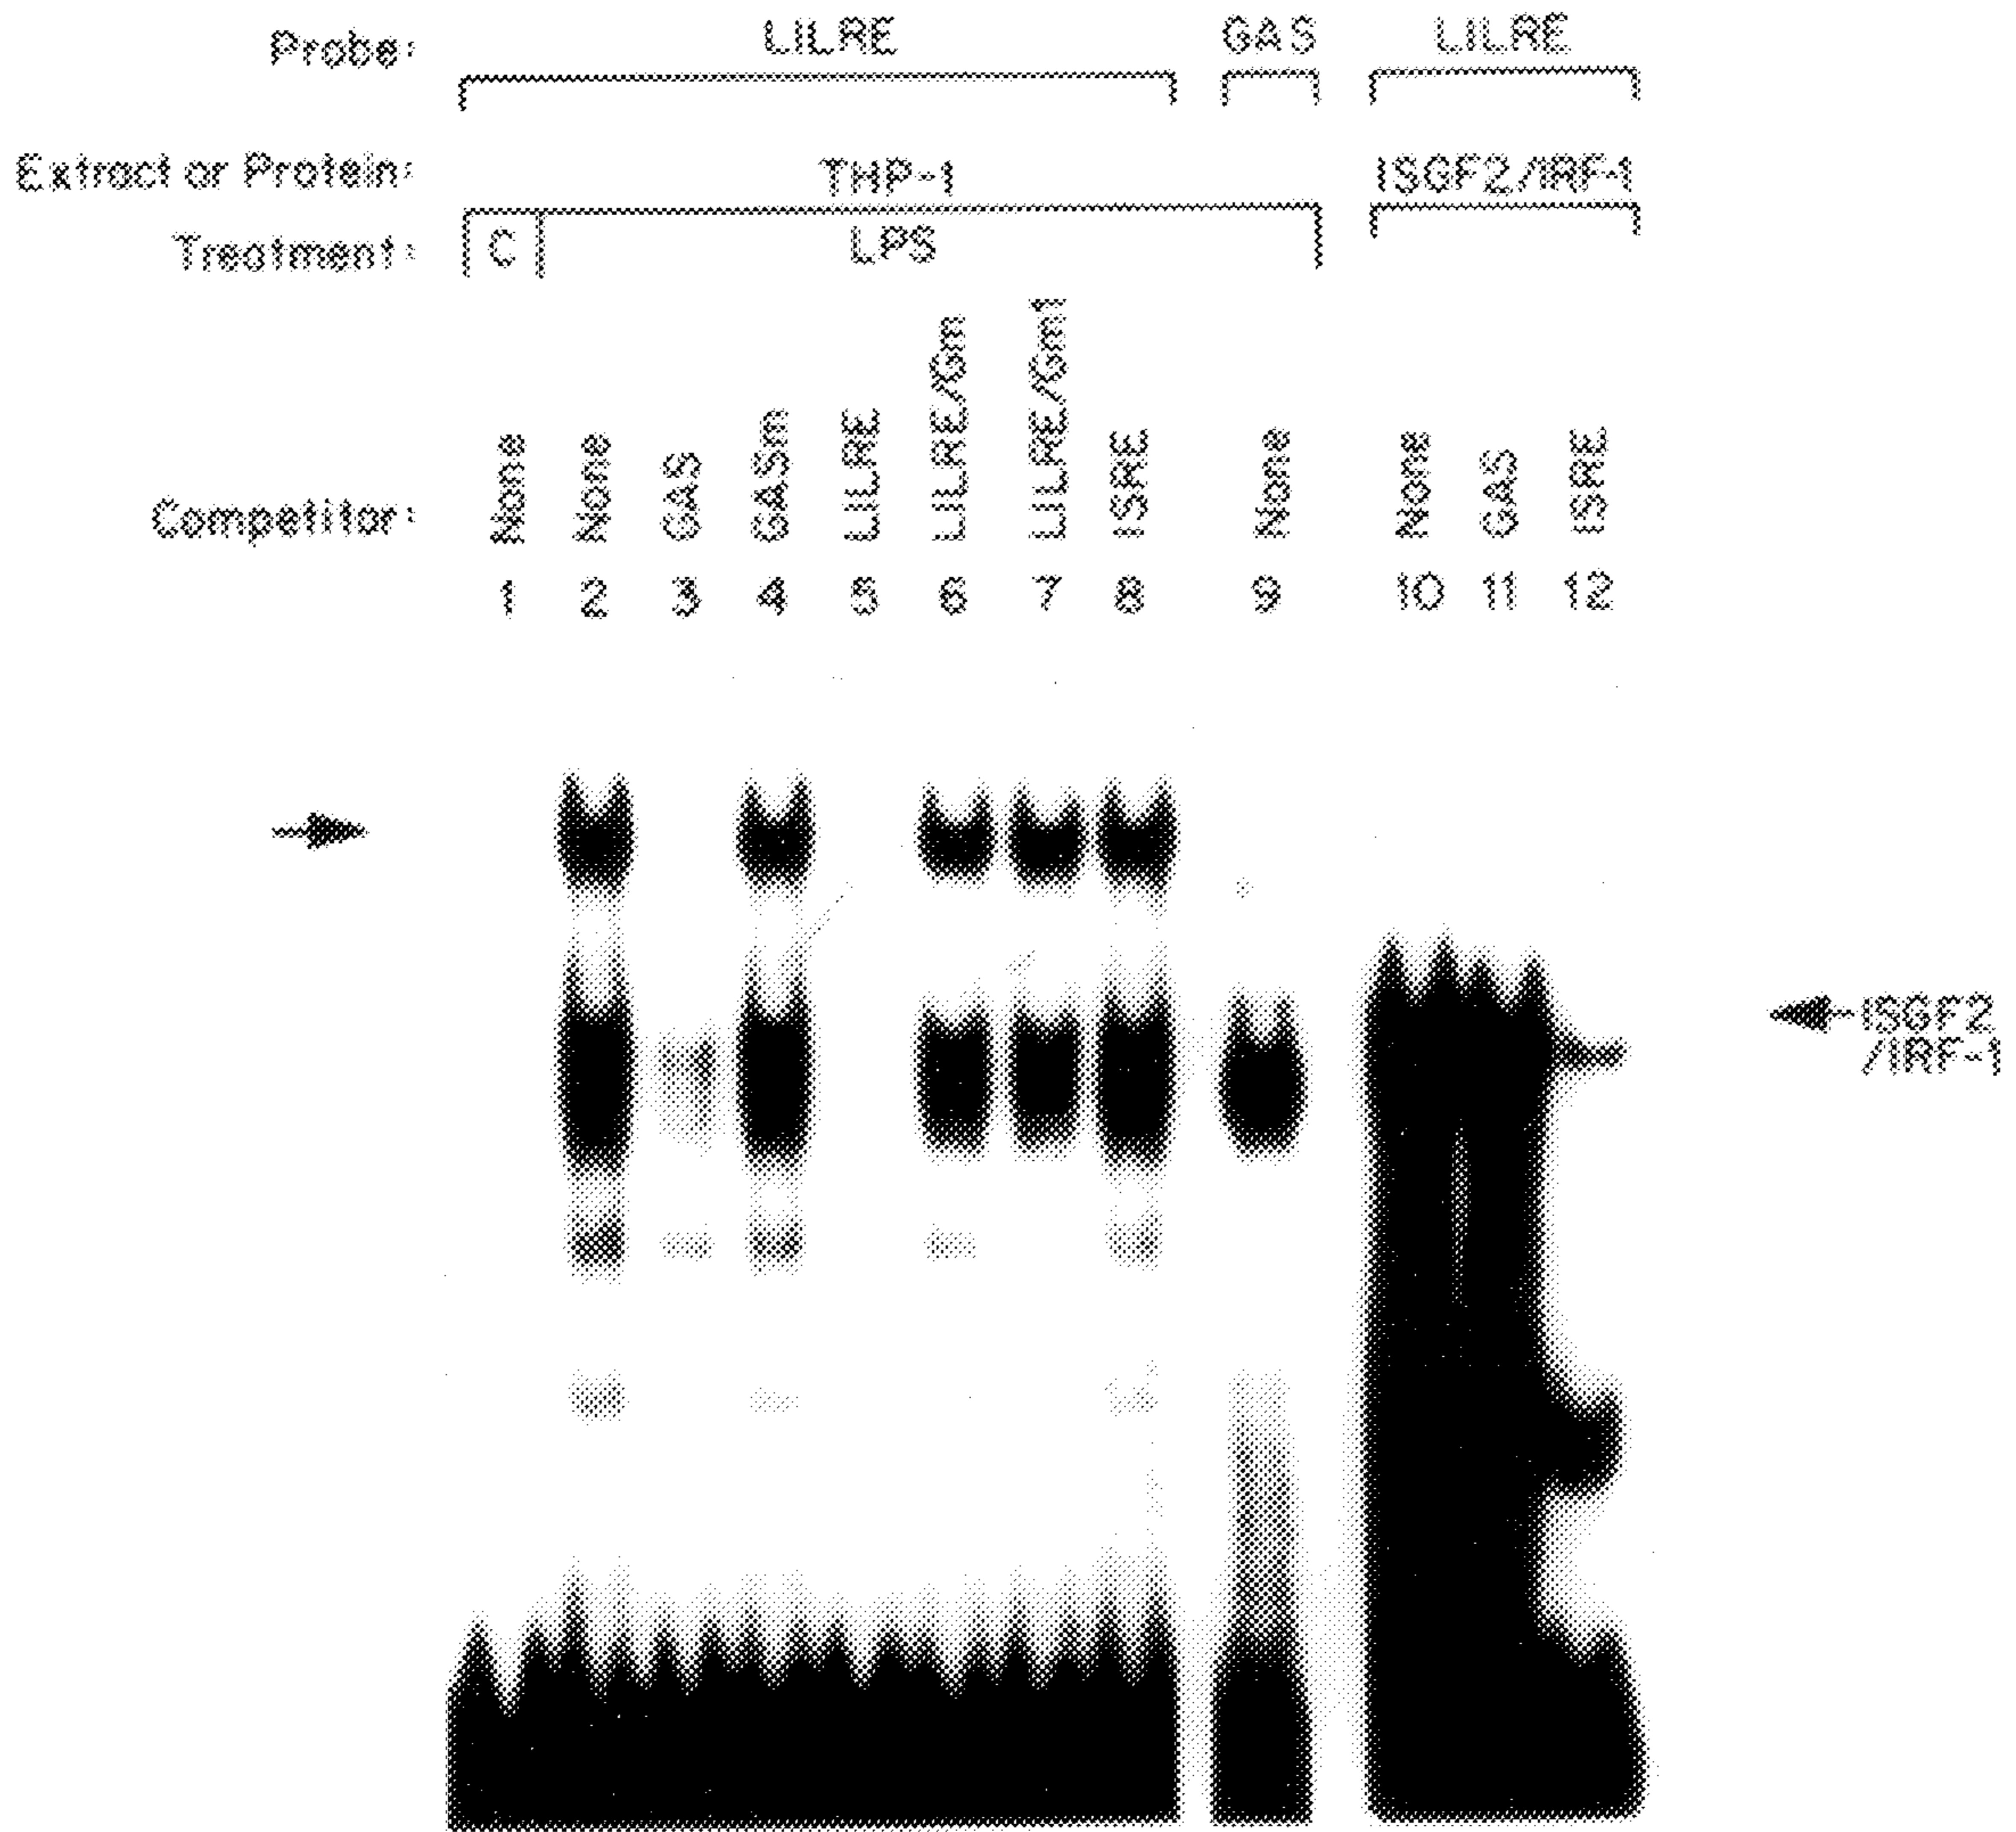 Probe: LILRE GAS LILRE
Extract or Protein: THP-1 ISGF2/IRF-1
Treatment: C LPS
Competitor: None None GAS GASm LILRE LILRE/Gm LILRE/Gm1 ISRE None None GAS ISRE
1 2 3 4 5 6 7 8 9 10 11 12
ISGF2
/IRF-1